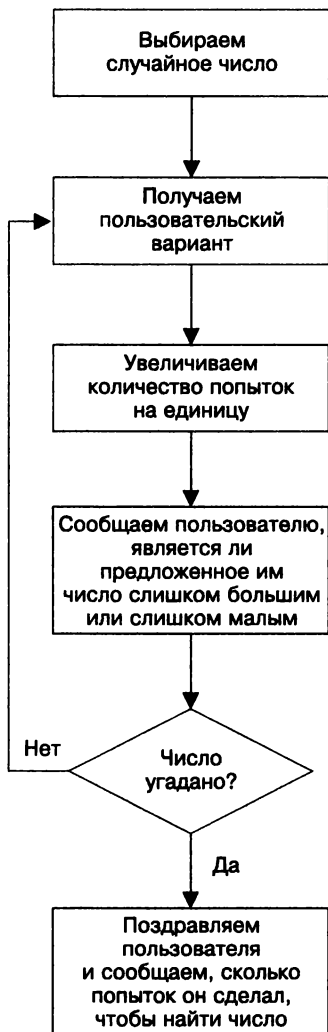 Выбираем
случайное число
Получаем
пользовательский
вариант
Увеличиваем
количество попыток
на единицу
Сообщаем пользователю,
является ли
предложенное им
число слишком большим
или слишком малым
Нет
Число
угадано?
Да
Поздравляем
пользователя
и сообщаем, сколько
попыток он сделал,
чтобы найти число